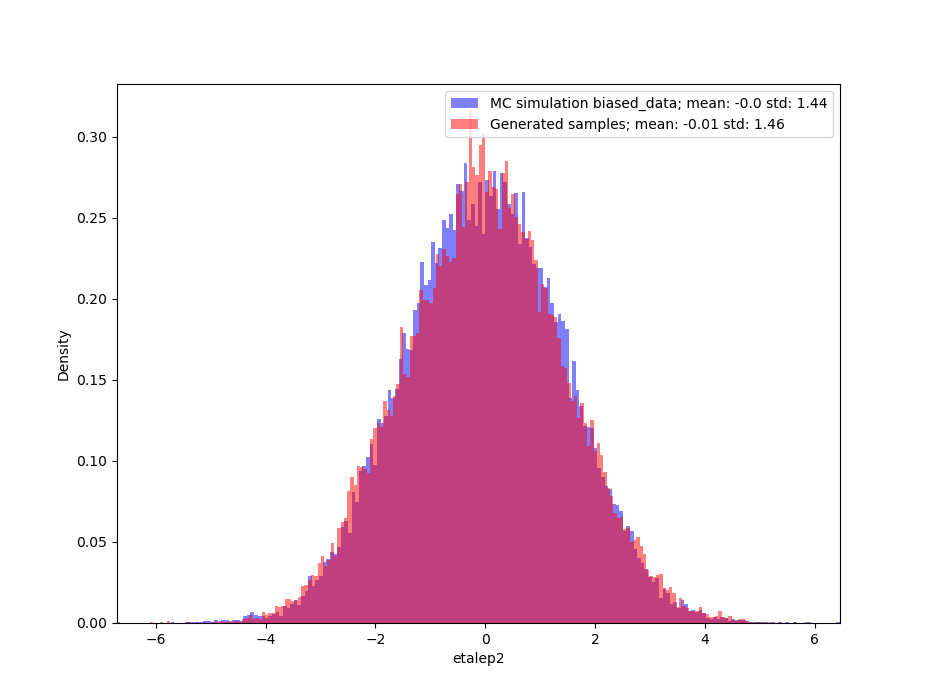 MC simulation biased_data; mean: -0.0 std: 1.44
Generated samples; mean: -0.01 std: 1.46
0.30
0.25
0.20
0.15
0.10
0.05
0.00
Density
−6 −4 −2 0 2 4 6
etalep2